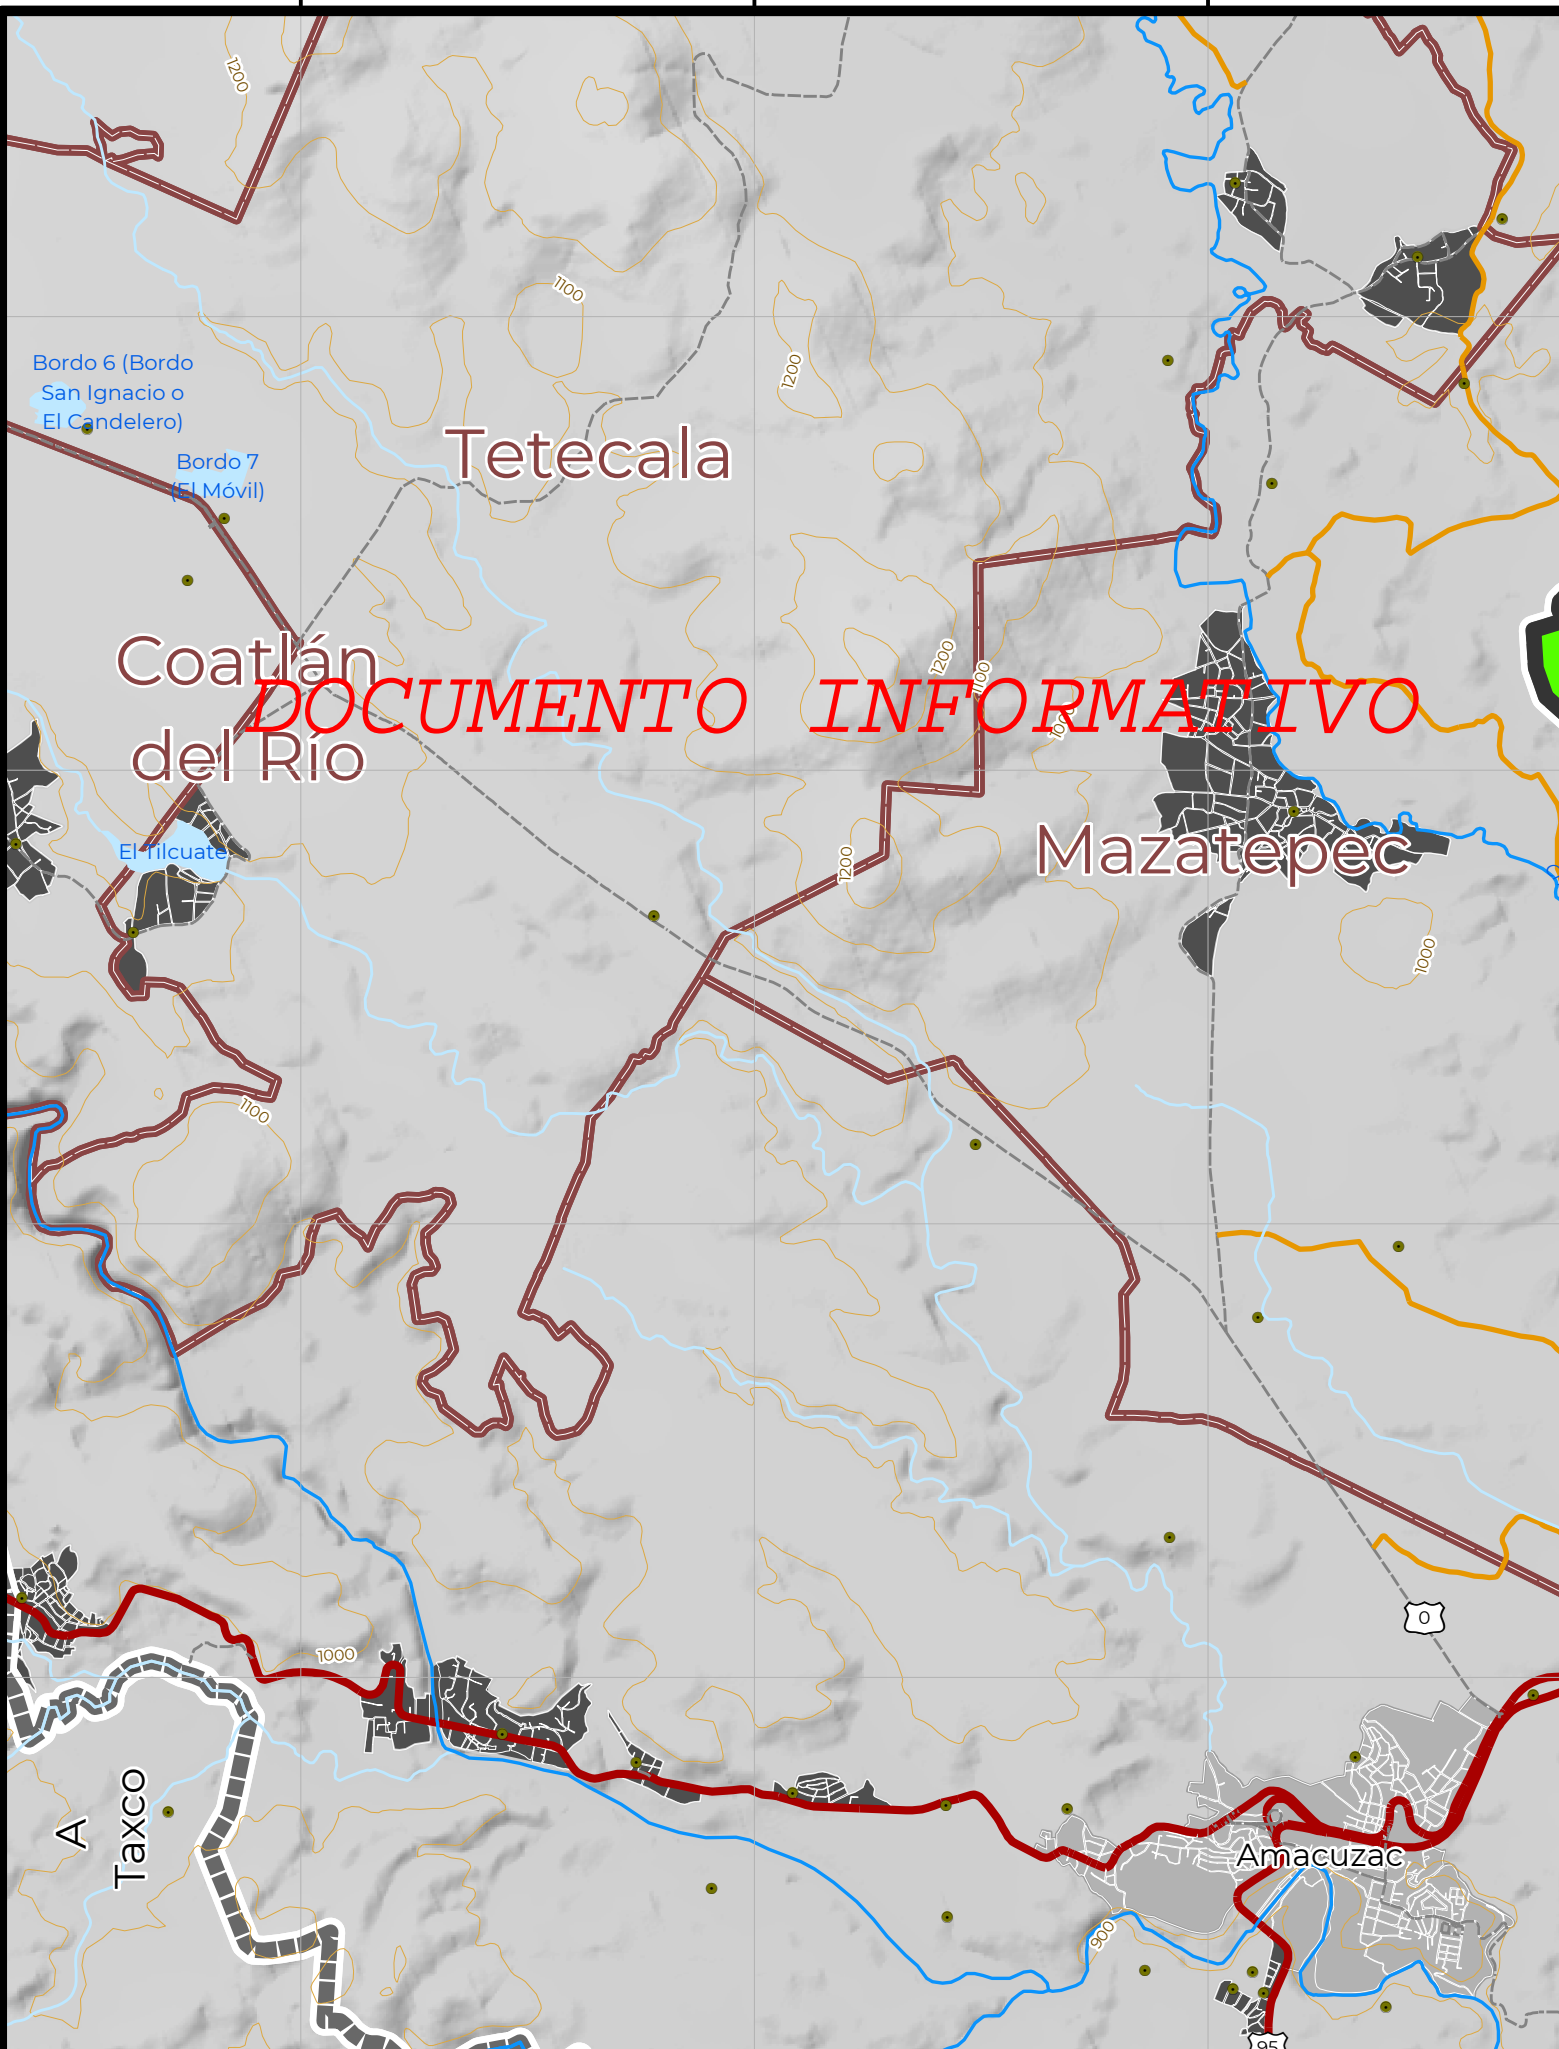 1200
1100
Bordo 6 (Bordo
San Ignacio o
El Candelero)
1200
Tetecala
Bordo 7
(El Móvil)
Coatlán
del Río
1200
1100
1000
DOCUMENTO INFORMATIVO
El Tilcuate
1200
Mazatepec
1000
1100
0
1000
A
Taxco
Amacuzac
900
95